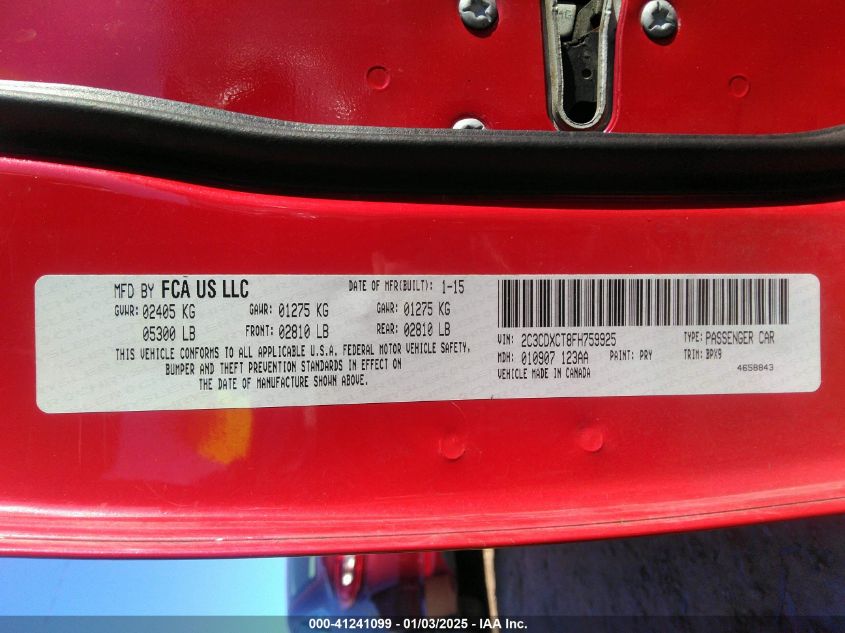 MFD BY FCA US LLC DATE OF MFR(BUILT): 1-15
GVWR: 02405 KG GAWR: 01275 KG GAWR: 01275 KG
05300 LB FRONT: 02810 LB REAR: 02810 LB
THIS VEHICLE CONFORMS TO ALL APPLICABLE U.S.A. FEDERAL MOTOR VEHICLE SAFETY,
BUMPER AND THEFT PREVENTION STANDARDS IN EFFECT ON
THE DATE OF MANUFACTURE SHOWN ABOVE.
VIN: 2C3CDXCT8FH759925 TYPE: PASSENGER CAR
MDH: 010907 123AA PAINT: PRY TRIM: BPX9
VEHICLE MADE IN CANADA 4658843
000-41241099 - 01/03/2025 - IAA Inc.